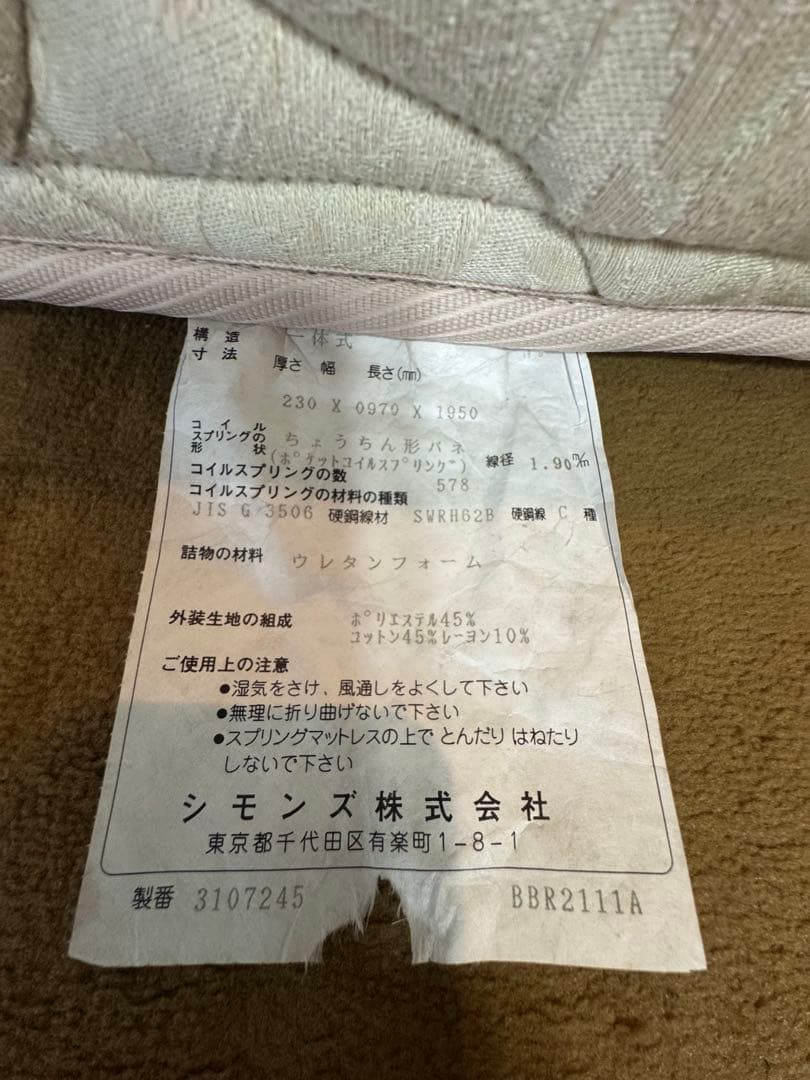 構造 一体式
寸法 厚さ 幅 長さ(mm)
230 X 0970 X 1950
コイルスプリングの形状 ちょうちん形バネ
(ポケットコイルスプリング) 線径 1.90m/m
コイルスプリングの数 578
コイルスプリングの材料の種類
JIS G 3506 硬鋼線材 SWRH62B 硬鋼線 C 種
詰物の材料 ウレタンフォーム
外装生地の組成 ポリエステル45%
コットン45%レーヨン10%
ご使用上の注意
●湿気をさけ、風通しをよくして下さい
●無理に折り曲げないで下さい
●スプリングマットレスの上で とんだり はねたり
しないで下さい
シモンズ株式会社
東京都千代田区有楽町1-8-1
製番 3107245 BBR2111A